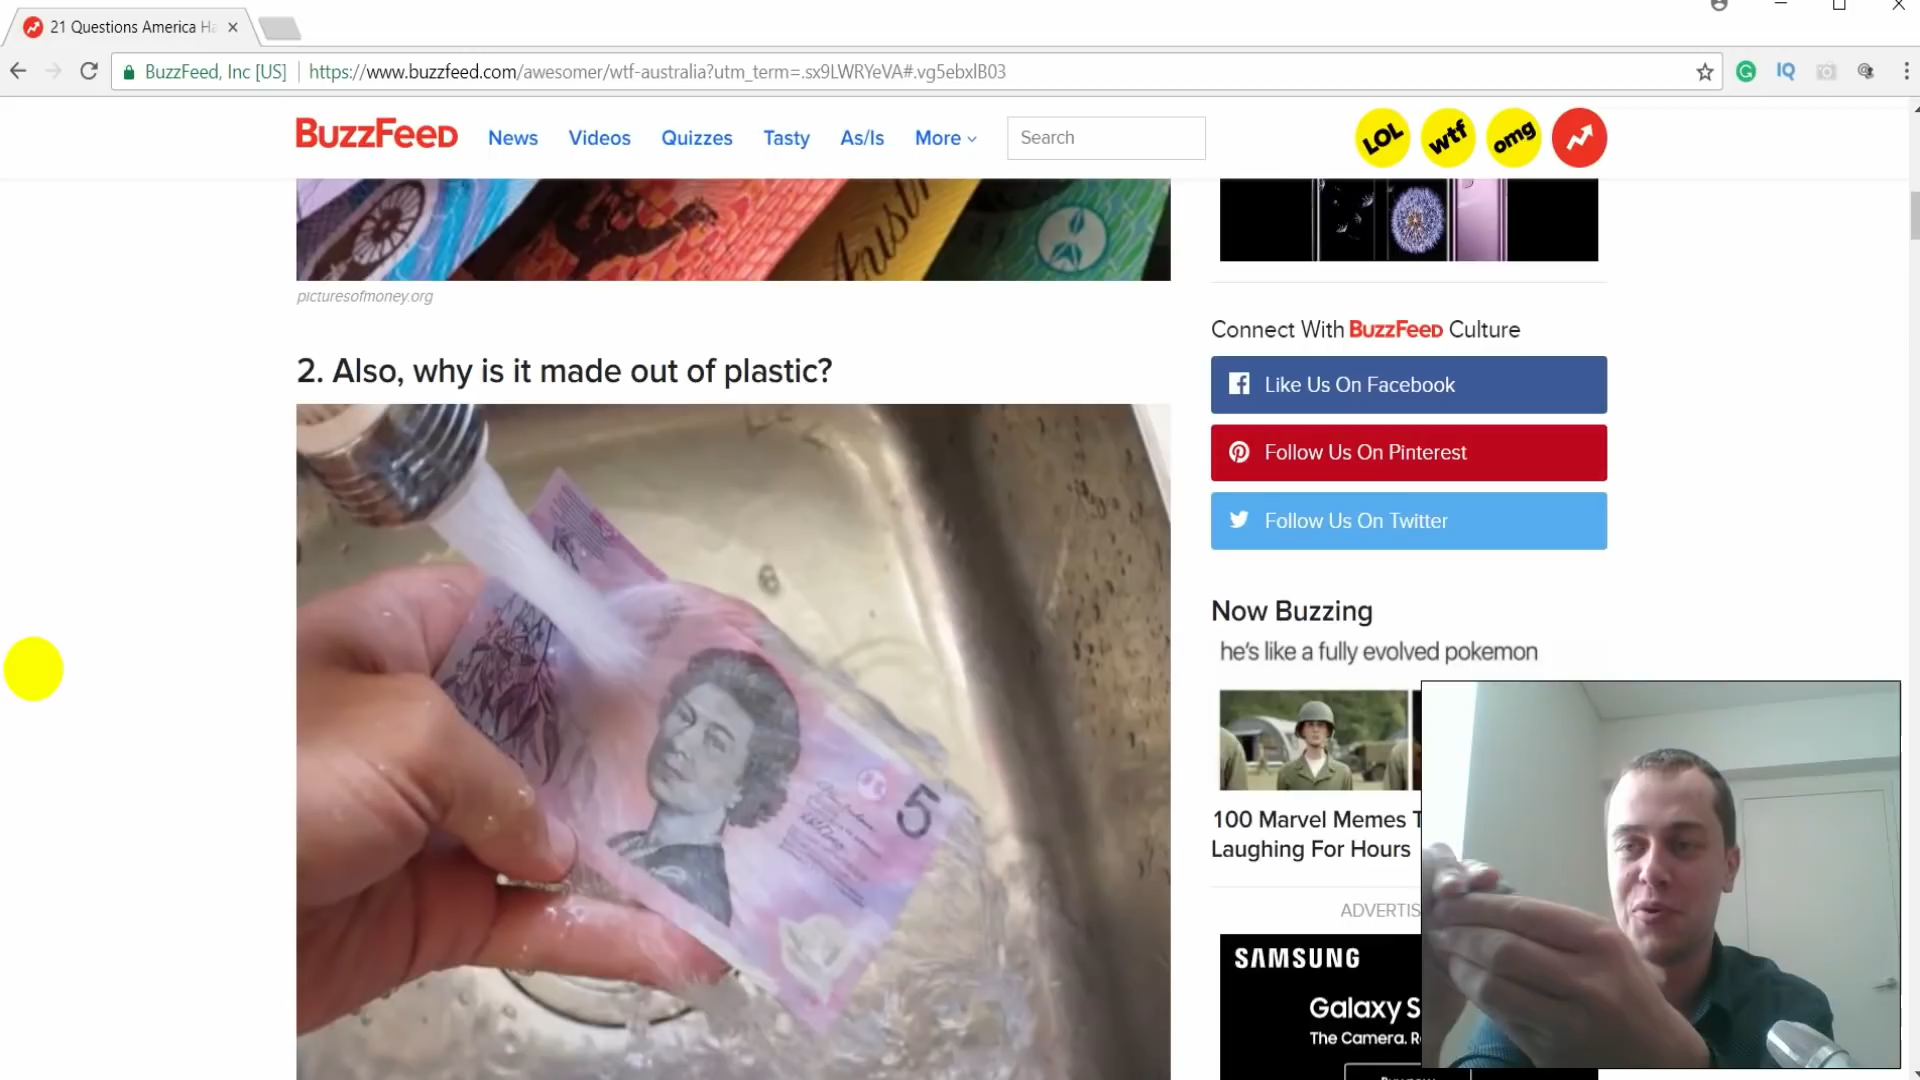 21 Questions America Ha
BuzzFeed, Inc [US]
https://www.buzzfeed.com/awesomer/wtf-australia?utm_term=.sx9LWRYeVA#.vg5ebxlB03
IQ
BuzzFeed
News
Videos
Quizzes
Tasty
As/Is
More
Search
LOL
wtf
omg
Austr
picturesofmoney.org
2. Also, why is it made out of plastic?
5
Connect With BuzzFeed Culture
Like Us On Facebook
Follow Us On Pinterest
Follow Us On Twitter
Now Buzzing
he's like a fully evolved pokemon
100 Marvel Memes T
Laughing For Hours
ADVERTIS
SAMSUNG
Galaxy S
The Camera. R